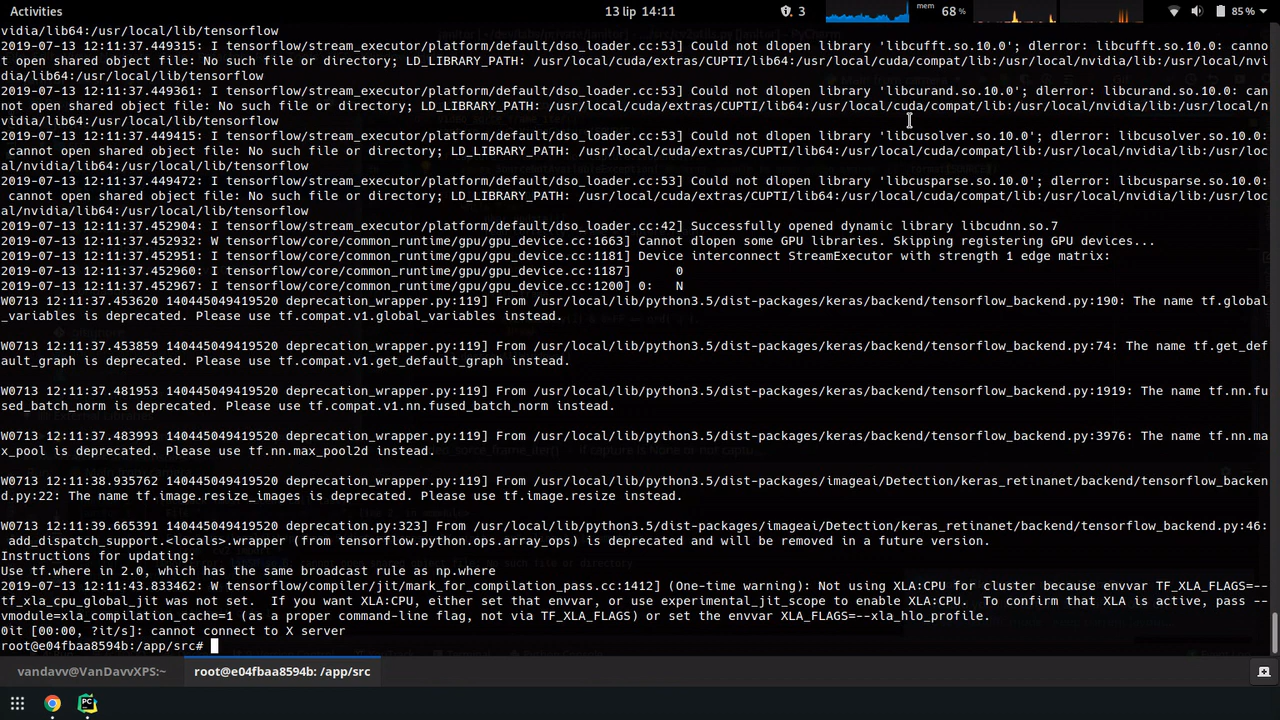 Activities
13 lip 14:11
3
mem
68 %
85 %
vidia/lib64:/usr/local/lib/tensorflow
2019-07-13 12:11:37.449315: I tensorflow/stream_executor/platform/default/dso_loader.cc:53] Could not dlopen library 'libcufft.so.10.0'; dlerror: libcufft.so.10.0: canno
t open shared object file: No such file or directory; LD_LIBRARY_PATH: /usr/local/cuda/extras/CUPTI/lib64:/usr/local/cuda/compat/lib:/usr/local/nvidia/lib:/usr/local/nvi
dia/lib64:/usr/local/lib/tensorflow
2019-07-13 12:11:37.449361: I tensorflow/stream_executor/platform/default/dso_loader.cc:53] Could not dlopen library 'libcurand.so.10.0'; dlerror: libcurand.so.10.0: can
not open shared object file: No such file or directory; LD_LIBRARY_PATH: /usr/local/cuda/extras/CUPTI/lib64:/usr/local/cuda/compat/lib:/usr/local/nvidia/lib:/usr/local/n
vidia/lib64:/usr/local/lib/tensorflow
2019-07-13 12:11:37.449415: I tensorflow/stream_executor/platform/default/dso_loader.cc:53] Could not dlopen library 'libcusolver.so.10.0'; dlerror: libcusolver.so.10.0:
 cannot open shared object file: No such file or directory; LD_LIBRARY_PATH: /usr/local/cuda/extras/CUPTI/lib64:/usr/local/cuda/compat/lib:/usr/local/nvidia/lib:/usr/loc
al/nvidia/lib64:/usr/local/lib/tensorflow
2019-07-13 12:11:37.449472: I tensorflow/stream_executor/platform/default/dso_loader.cc:53] Could not dlopen library 'libcusparse.so.10.0'; dlerror: libcusparse.so.10.0:
 cannot open shared object file: No such file or directory; LD_LIBRARY_PATH: /usr/local/cuda/extras/CUPTI/lib64:/usr/local/cuda/compat/lib:/usr/local/nvidia/lib:/usr/loc
al/nvidia/lib64:/usr/local/lib/tensorflow
2019-07-13 12:11:37.452904: I tensorflow/stream_executor/platform/default/dso_loader.cc:42] Successfully opened dynamic library libcudnn.so.7
2019-07-13 12:11:37.452932: W tensorflow/core/common_runtime/gpu/gpu_device.cc:1663] Cannot dlopen some GPU libraries. Skipping registering GPU devices...
2019-07-13 12:11:37.452951: I tensorflow/core/common_runtime/gpu/gpu_device.cc:1181] Device interconnect StreamExecutor with strength 1 edge matrix:
2019-07-13 12:11:37.452960: I tensorflow/core/common_runtime/gpu/gpu_device.cc:1187]      0
2019-07-13 12:11:37.452967: I tensorflow/core/common_runtime/gpu/gpu_device.cc:1200] 0:   N
W0713 12:11:37.453620 140445049419520 deprecation_wrapper.py:119] From /usr/local/lib/python3.5/dist-packages/keras/backend/tensorflow_backend.py:190: The name tf.global
_variables is deprecated. Please use tf.compat.v1.global_variables instead.
W0713 12:11:37.453859 140445049419520 deprecation_wrapper.py:119] From /usr/local/lib/python3.5/dist-packages/keras/backend/tensorflow_backend.py:74: The name tf.get_def
ault_graph is deprecated. Please use tf.compat.v1.get_default_graph instead.
W0713 12:11:37.481953 140445049419520 deprecation_wrapper.py:119] From /usr/local/lib/python3.5/dist-packages/keras/backend/tensorflow_backend.py:1919: The name tf.nn.fu
sed_batch_norm is deprecated. Please use tf.compat.v1.nn.fused_batch_norm instead.
W0713 12:11:37.483993 140445049419520 deprecation_wrapper.py:119] From /usr/local/lib/python3.5/dist-packages/keras/backend/tensorflow_backend.py:3976: The name tf.nn.ma
x_pool is deprecated. Please use tf.nn.max_pool2d instead.
W0713 12:11:38.935762 140445049419520 deprecation_wrapper.py:119] From /usr/local/lib/python3.5/dist-packages/imageai/Detection/keras_retinanet/backend/tensorflow_backen
d.py:22: The name tf.image.resize_images is deprecated. Please use tf.image.resize instead.
W0713 12:11:39.665391 140445049419520 deprecation.py:323] From /usr/local/lib/python3.5/dist-packages/imageai/Detection/keras_retinanet/backend/tensorflow_backend.py:46:
 add_dispatch_support.<locals>.wrapper (from tensorflow.python.ops.array_ops) is deprecated and will be removed in a future version.
Instructions for updating:
Use tf.where in 2.0, which has the same broadcast rule as np.where
2019-07-13 12:11:43.833462: W tensorflow/compiler/jit/mark_for_compilation_pass.cc:1412] (One-time warning): Not using XLA:CPU for cluster because envvar TF_XLA_FLAGS=--
tf_xla_cpu_global_jit was not set.  If you want XLA:CPU, either set that envvar, or use experimental_jit_scope to enable XLA:CPU.  To confirm that XLA is active, pass --
vmodule=xla_compilation_cache=1 (as a proper command-line flag, not via TF_XLA_FLAGS) or set the envvar XLA_FLAGS=--xla_hlo_profile.
0it [00:00, ?it/s]: cannot connect to X server
root@e04fbaa8594b:/app/src#
vandavv@VanDavvXPS:~
root@e04fbaa8594b: /app/src
PC